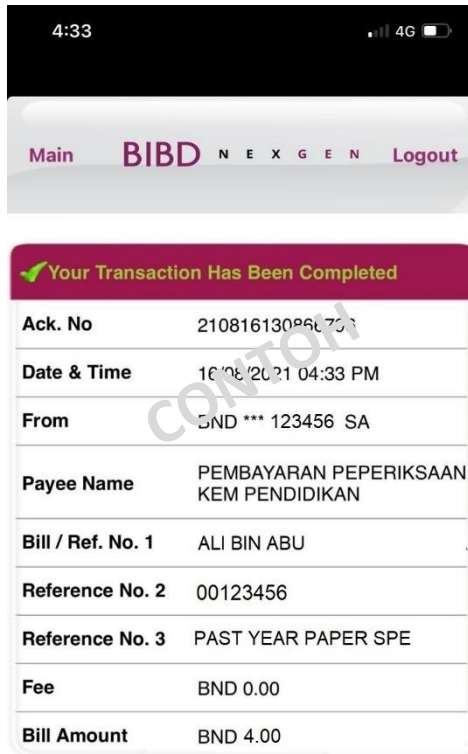 4:33
4G
Main BIBD NEXGEN Logout
Your Transaction Has Been Completed
Ack. No
Date & Time 16/08/2021 04:33 PM
From BND *** 123456 SA
Payee Name PEMBAYARAN PEPERIKSAAN
KEM PENDIDIKAN
Bill / Ref. No. 1 ALI BIN ABU
Reference No. 2 00123456
Reference No. 3 PAST YEAR PAPER SPE
Fee BND 0.00
Bill Amount BND 4.00
CONTOH